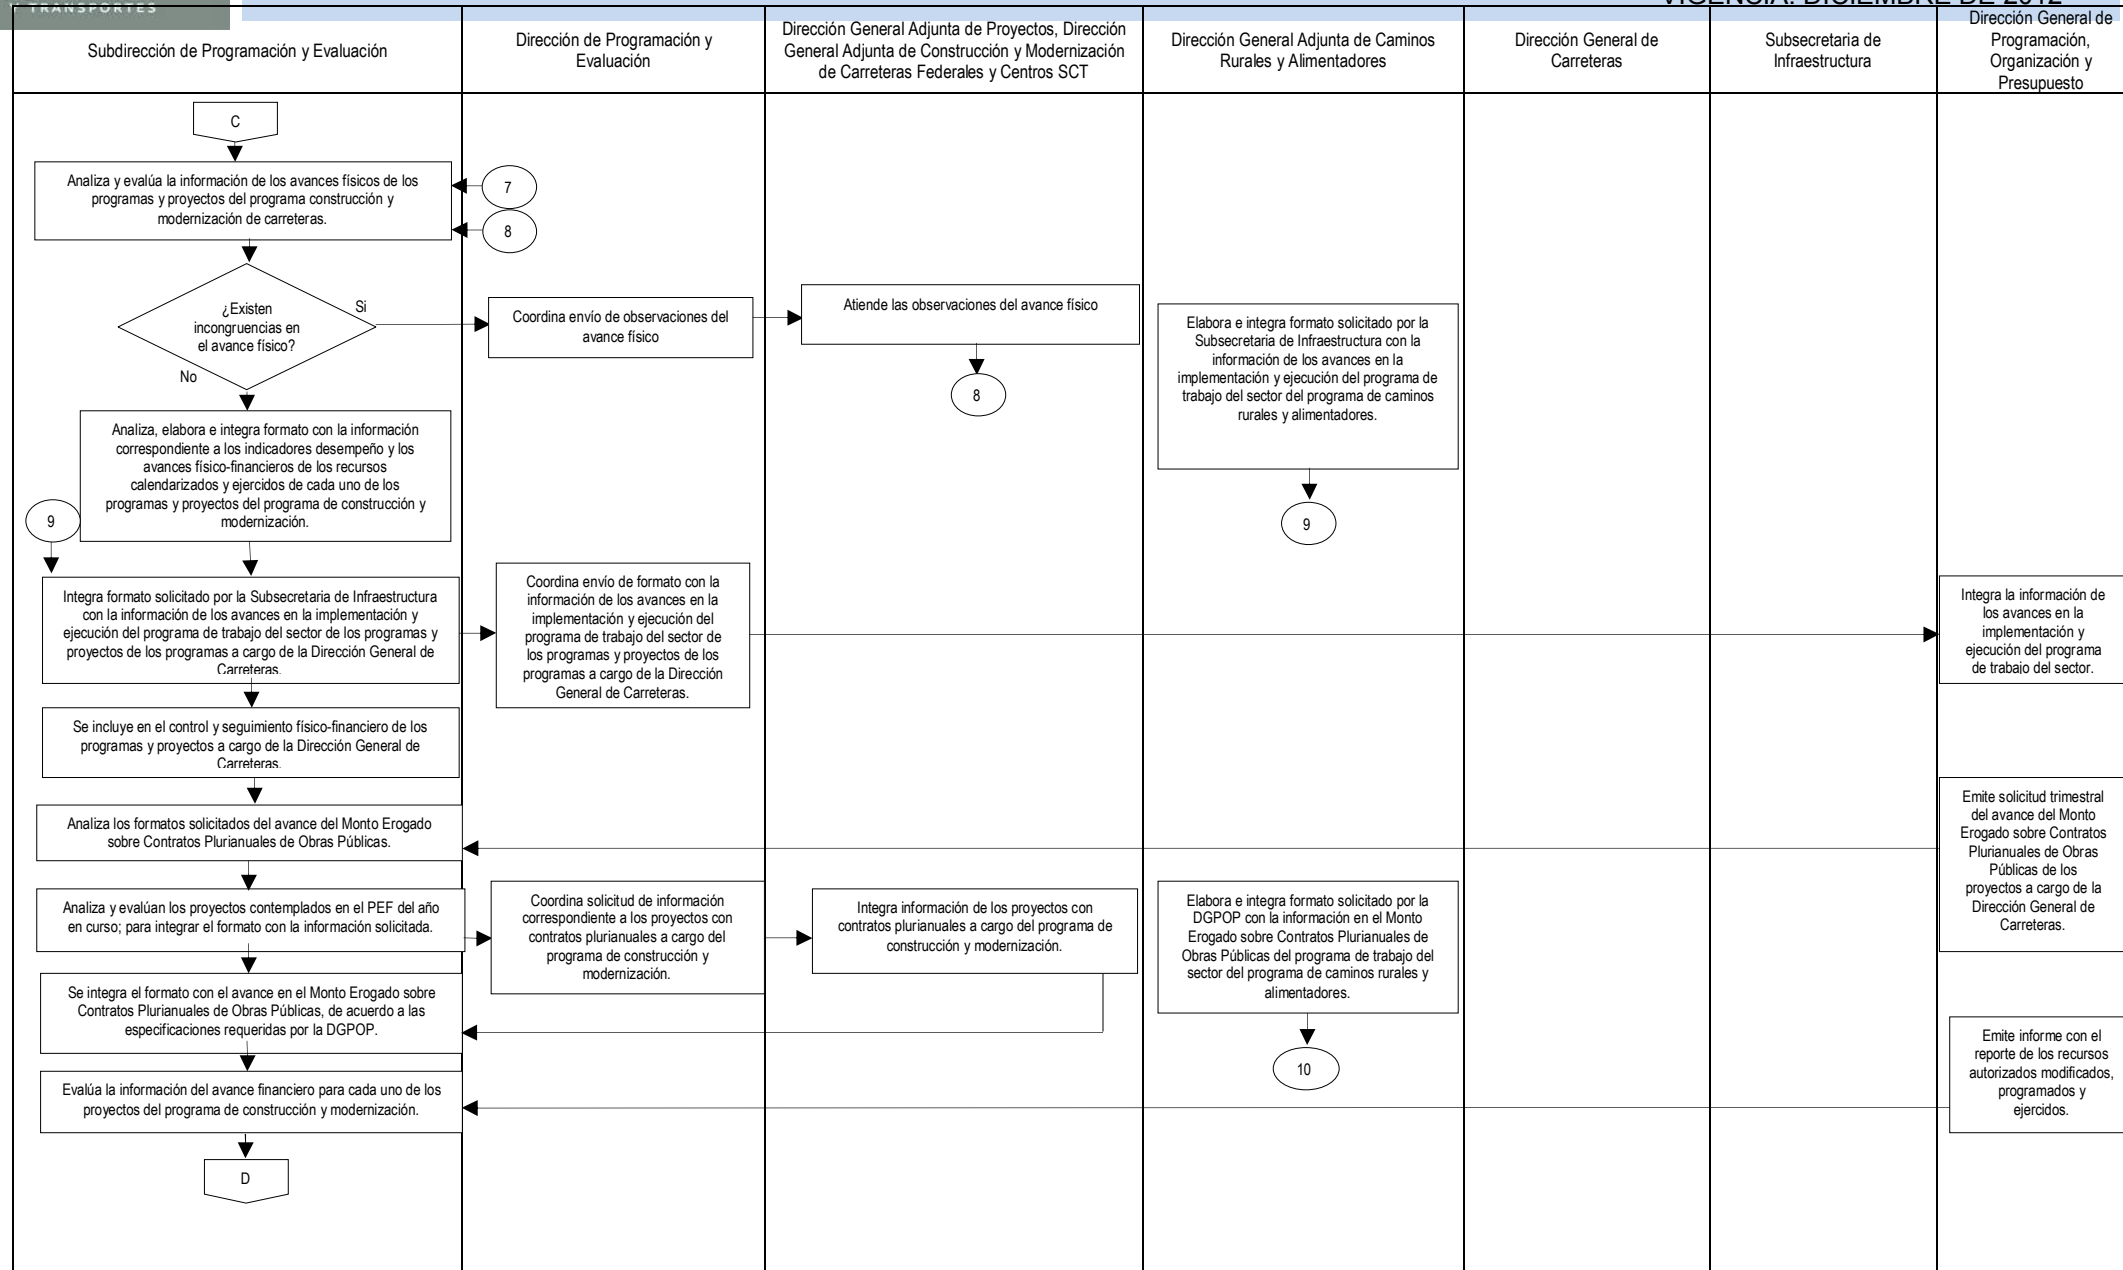 Y TRANSPORTES
VIGENCIA: DICIEMBRE DE 2012
Subdirección de Programación y Evaluación
Dirección de Programación y
Evaluación
Dirección General Adjunta de Proyectos, Dirección
General Adjunta de Construcción y Modernización
de Carreteras Federales y Centros SCT
Dirección General Adjunta de Caminos
Rurales y Alimentadores
Dirección General de
Carreteras
Subsecretaria de
Infraestructura
Dirección General de
Programación,
Organización y
Presupuesto
C
Analiza y evalúa la información de los avances físicos de los
programas y proyectos del programa construcción y
modernización de carreteras.
7
8
¿Existen
incongruencias en
el avance físico?
Si
No
Coordina envío de observaciones del
avance físico
Atiende las observaciones del avance físico
8
Elabora e integra formato solicitado por la
Subsecretaria de Infraestructura con la
información de los avances en la
implementación y ejecución del programa de
trabajo del sector del programa de caminos
rurales y alimentadores.
9
Analiza, elabora e integra formato con la información
correspondiente a los indicadores desempeño y los
avances físico-financieros de los recursos
calendarizados y ejercidos de cada uno de los
programas y proyectos del programa de construcción y
modernización.
9
Integra formato solicitado por la Subsecretaria de Infraestructura
con la información de los avances en la implementación y
ejecución del programa de trabajo del sector de los programas y
proyectos de los programas a cargo de la Dirección General de
Carreteras.
Coordina envío de formato con la
información de los avances en la
implementación y ejecución del
programa de trabajo del sector de
los programas y proyectos de los
programas a cargo de la Dirección
General de Carreteras.
Integra la información de
los avances en la
implementación y
ejecución del programa
de trabajo del sector.
Se incluye en el control y seguimiento físico-financiero de los
programas y proyectos a cargo de la Dirección General de
Carreteras.
Analiza los formatos solicitados del avance del Monto Erogado
sobre Contratos Plurianuales de Obras Públicas.
Emite solicitud trimestral
del avance del Monto
Erogado sobre Contratos
Plurianuales de Obras
Públicas de los
proyectos a cargo de la
Dirección General de
Carreteras.
Analiza y evalúan los proyectos contemplados en el PEF del año
en curso; para integrar el formato con la información solicitada.
Coordina solicitud de información
correspondiente a los proyectos con
contratos plurianuales a cargo del
programa de construcción y
modernización.
Integra información de los proyectos con
contratos plurianuales a cargo del programa de
construcción y modernización.
Elabora e integra formato solicitado por la
DGPOP con la información en el Monto
Erogado sobre Contratos Plurianuales de
Obras Públicas del programa de trabajo del
sector del programa de caminos rurales y
alimentadores.
10
Se integra el formato con el avance en el Monto Erogado sobre
Contratos Plurianuales de Obras Públicas, de acuerdo a las
especificaciones requeridas por la DGPOP.
Emite informe con el
reporte de los recursos
autorizados modificados,
programados y
ejercidos.
Evalúa la información del avance financiero para cada uno de los
proyectos del programa de construcción y modernización.
D